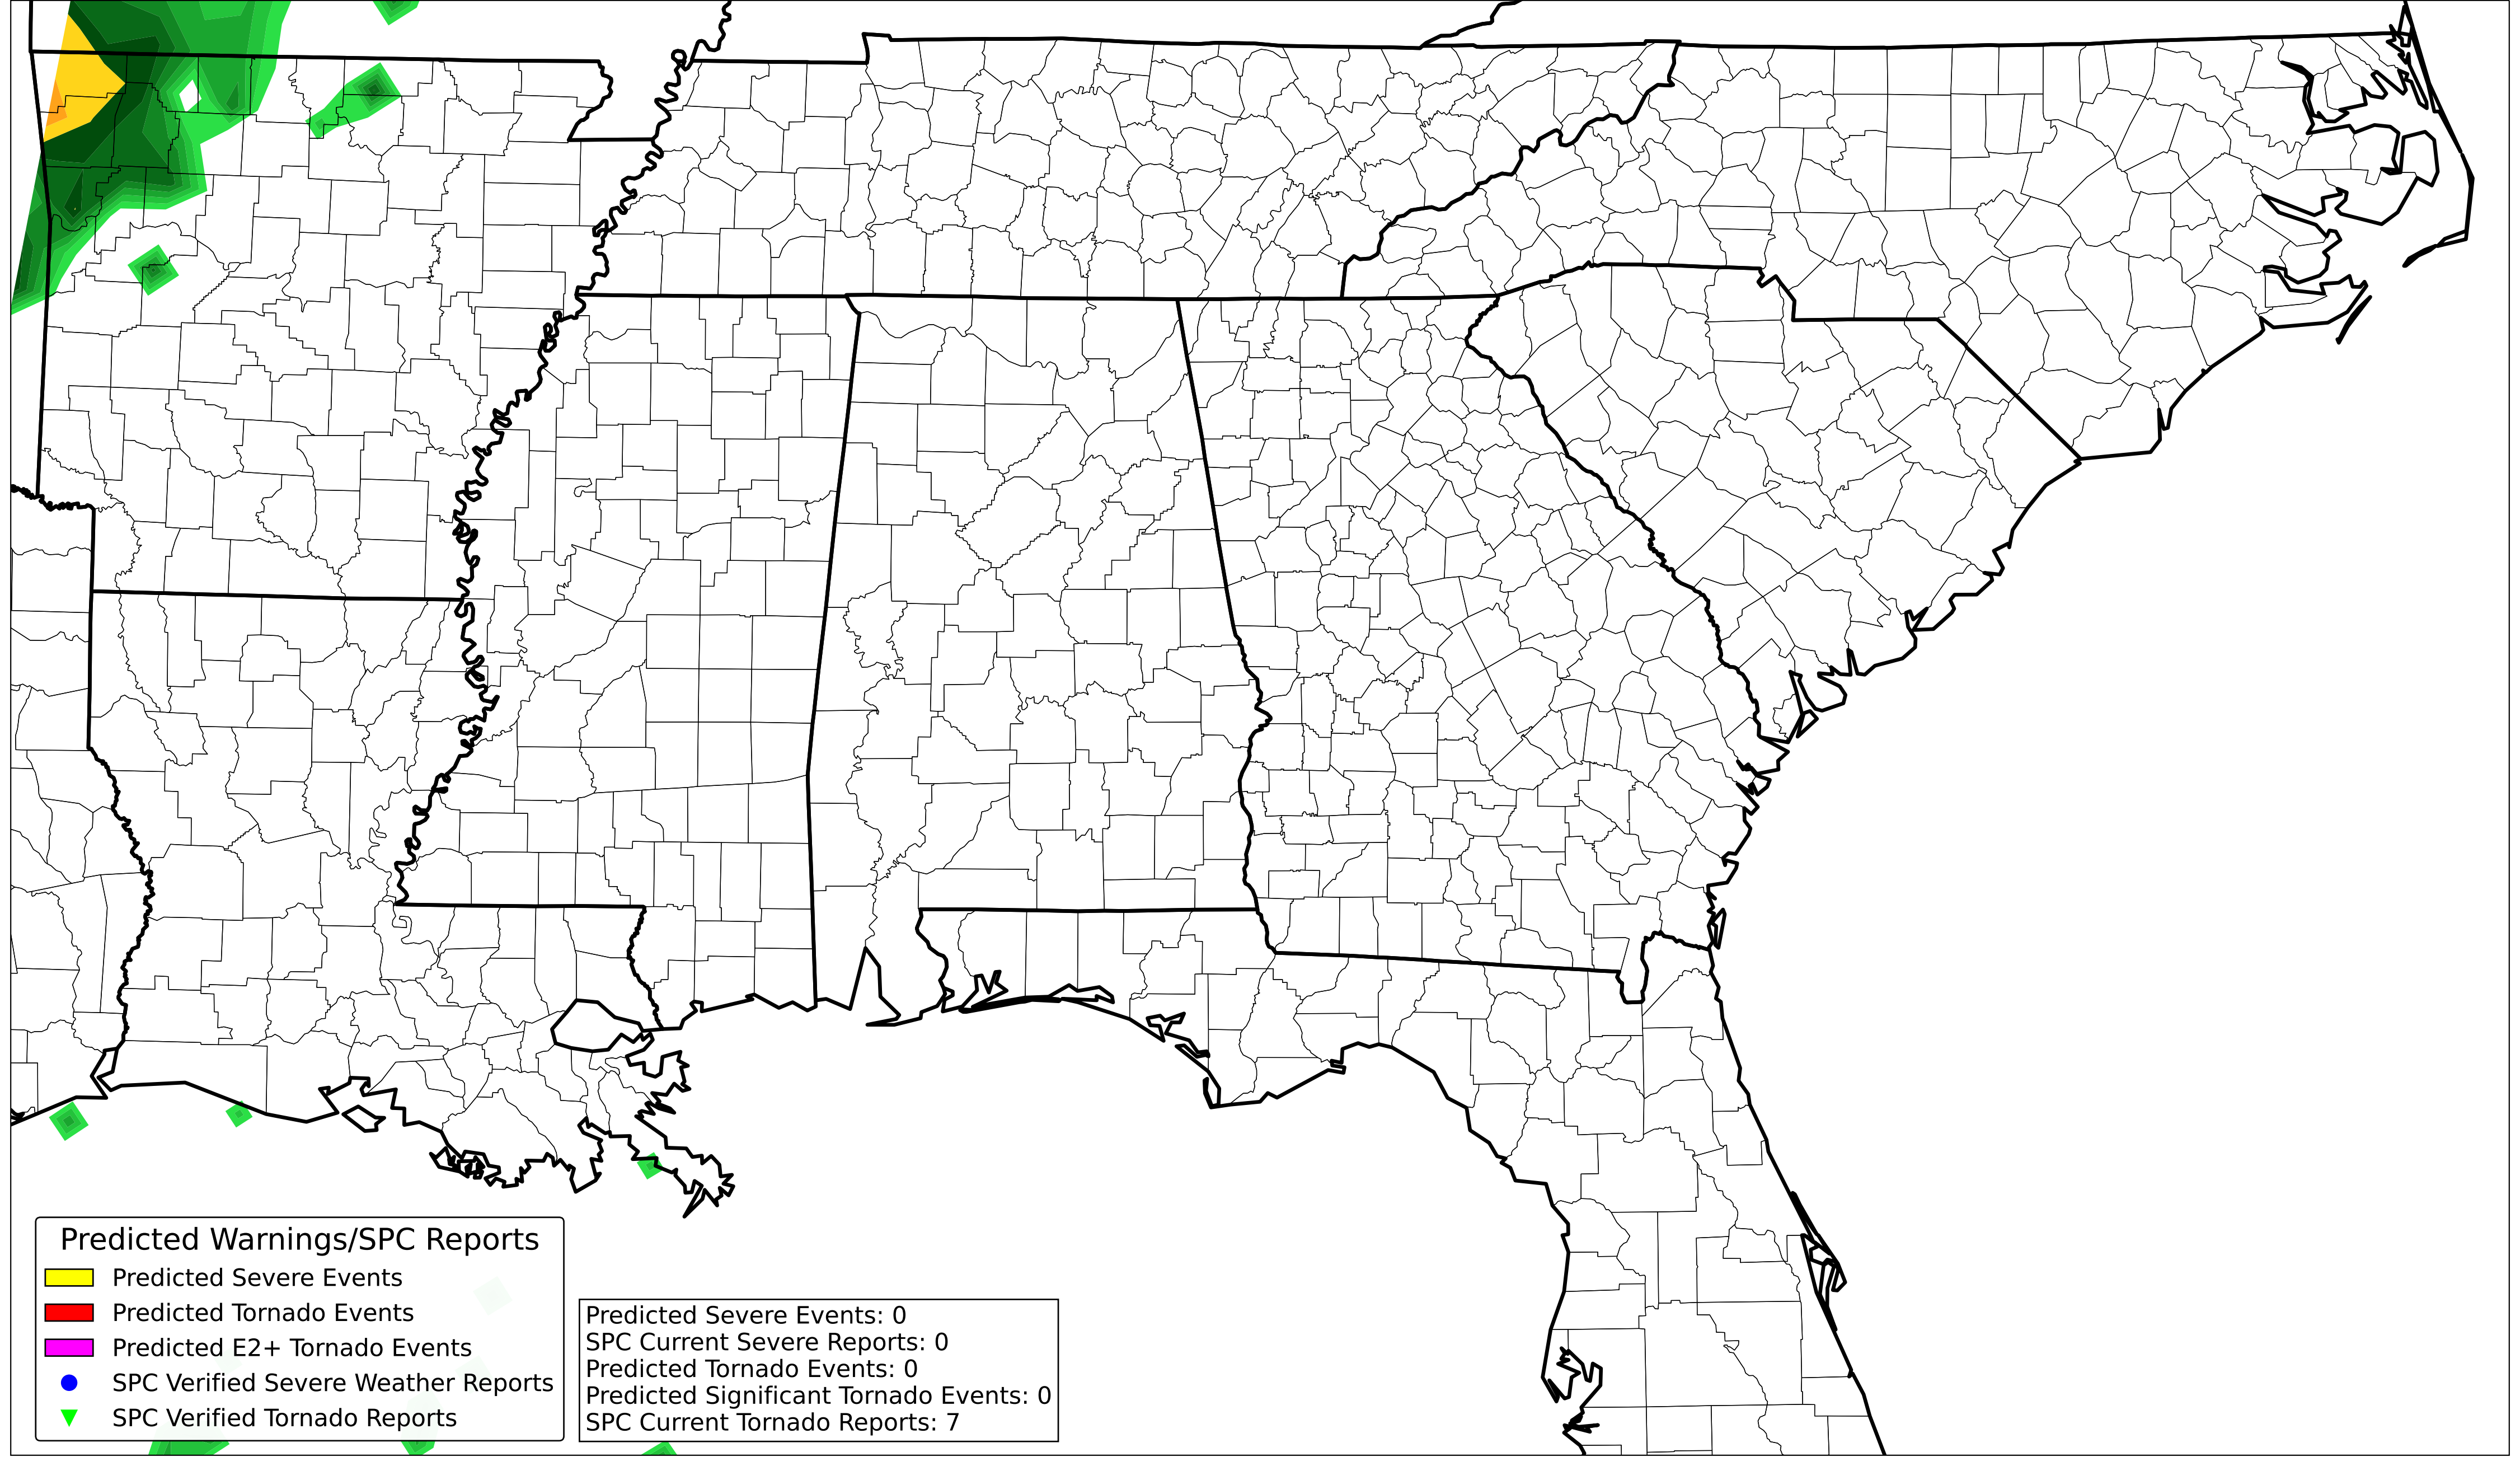 Predicted Warnings/SPC Reports
Predicted Severe Events
Predicted Tornado Events
Predicted E2+ Tornado Events
SPC Verified Severe Weather Reports
SPC Verified Tornado Reports
Predicted Severe Events: 0
SPC Current Severe Reports: 0
Predicted Tornado Events: 0
Predicted Significant Tornado Events: 0
SPC Current Tornado Reports: 7